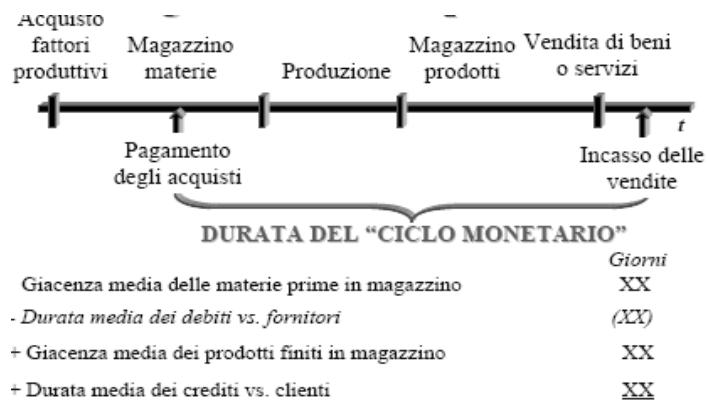 Acquisto
fattori
produttivi
Magazzino
materie
Produzione
Magazzino
prodotti
Vendita di beni
o servizi
t
Pagamento
degli acquisti
Incasso delle
vendite
DURATA DEL “CICLO MONETARIO”
Giorni
Giacenza media delle materie prime in magazzino XX
- Durata media dei debiti vs. fornitori (XX)
+ Giacenza media dei prodotti finiti in magazzino XX
+ Durata media dei crediti vs. clienti XX